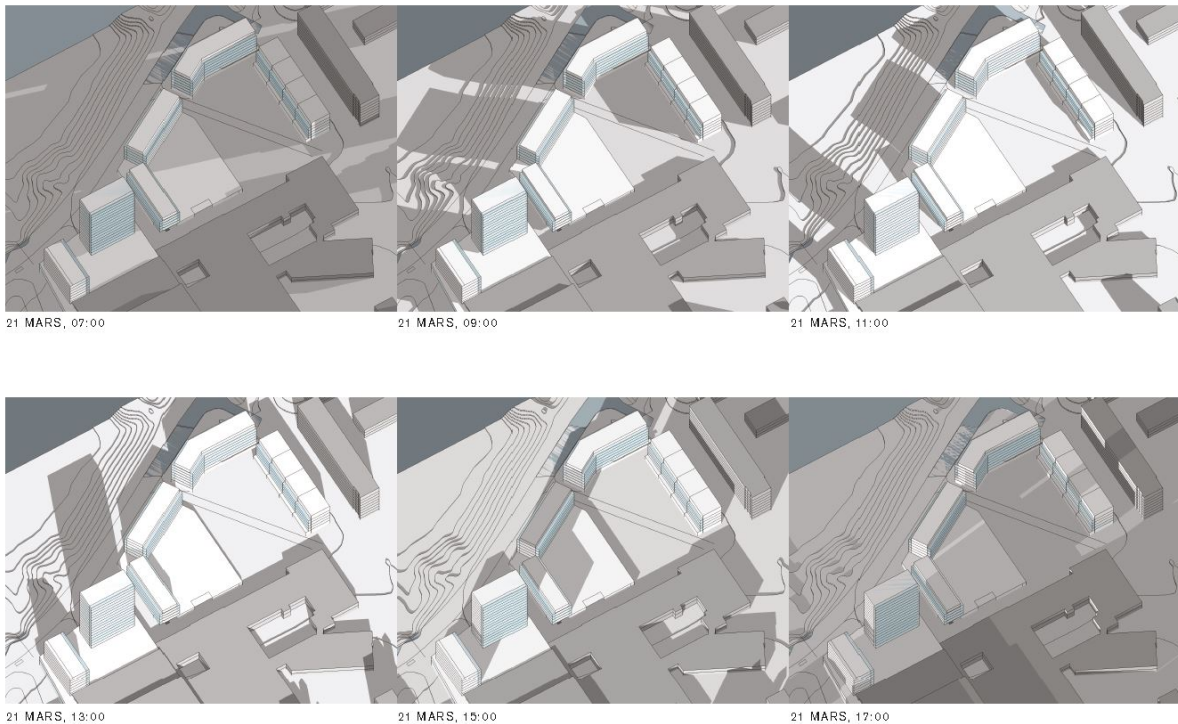 21 MARS, 07:00
21 MARS, 09:00
21 MARS, 11:00
21 MARS, 13:00
21 MARS, 15:00
21 MARS, 17:00